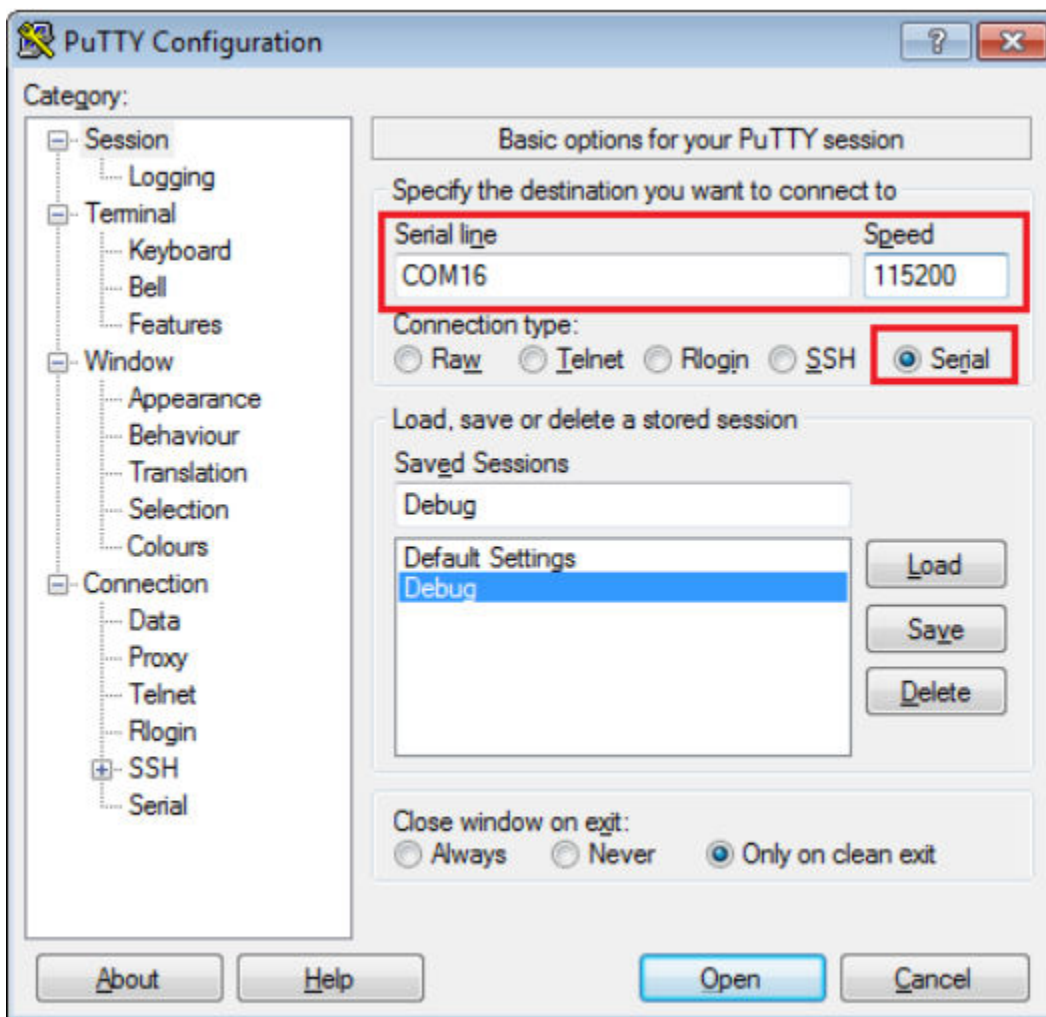 PuTTY Configuration
Category:
Session
Logging
Terminal
Keyboard
Bell
Features
Window
Appearance
Behaviour
Translation
Selection
Colours
Connection
Data
Proxy
Telnet
Rlogin
SSH
Serial
Basic options for your PuTTY session
Specify the destination you want to connect to
Serial line Speed
COM16 115200
Connection type:
Raw Telnet Rlogin SSH Serial
Load, save or delete a stored session
Saved Sessions
Debug
Default Settings
Debug
Load
Save
Delete
Close window on exit:
Always Never Only on clean exit
About Help Open Cancel